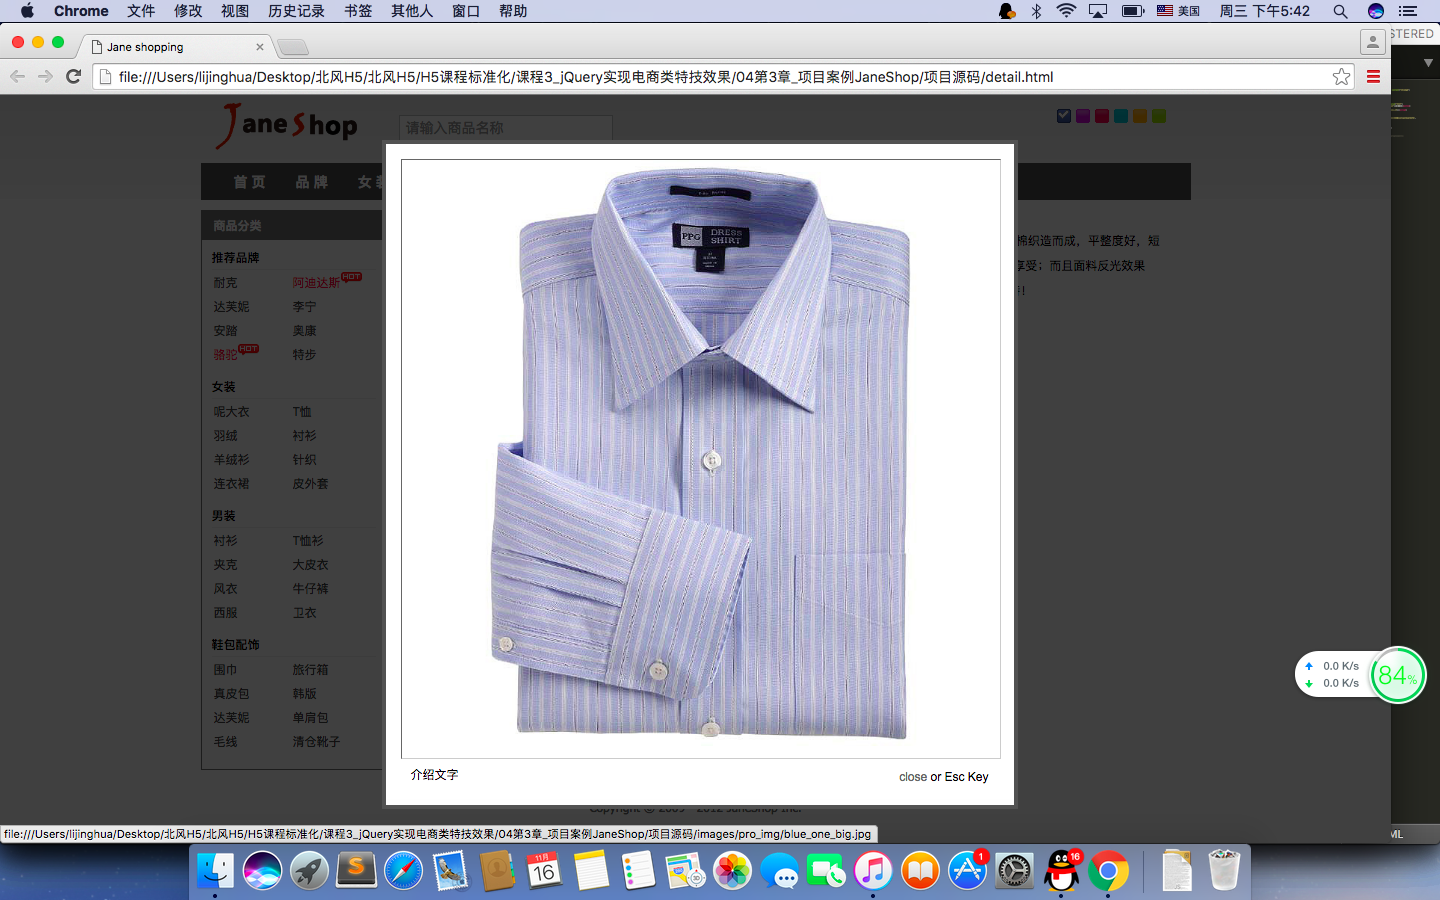 Chrome 文件 修改 视图 历史记录 书签 其他人 窗口 帮助 美国 周三 下午5:42
STERED
Jane shopping
file:///Users/lijinghua/Desktop/北风H5/北风H5/H5课程标准化/课程3_jQuery实现电商类特技效果/04第3章_项目案例JaneShop/项目源码/detail.html
Jane Shop
请输入商品名称
首页 品牌 女装
商品分类
推荐品牌
耐克 阿迪达斯 HOT
达芙妮 李宁
安踏 奥康
骆驼 HOT 特步
女装
呢大衣 T恤
羽绒 衬衫
羊绒衫 针织
连衣裙 皮外套
男装
衬衫 T恤衫
夹克 大皮衣
风衣 牛仔裤
西服 卫衣
鞋包配饰
围巾 旅行箱
真皮包 韩版
达芙妮 单肩包
毛线 清仓靴子
棉织造而成，平整度好，短
享受；而且面料反光效果
!
PPG DRESS SHIRT
介绍文字
close or Esc Key
Copyright © 2009 - 2012 JaneShop Inc.
0.0 K/s
0.0 K/s
84%
file:///Users/lijinghua/Desktop/北风H5/北风H5/H5课程标准化/课程3_jQuery实现电商类特技效果/04第3章_项目案例JaneShop/项目源码/images/pro_img/blue_one_big.jpg
ML
11月
16
1
16